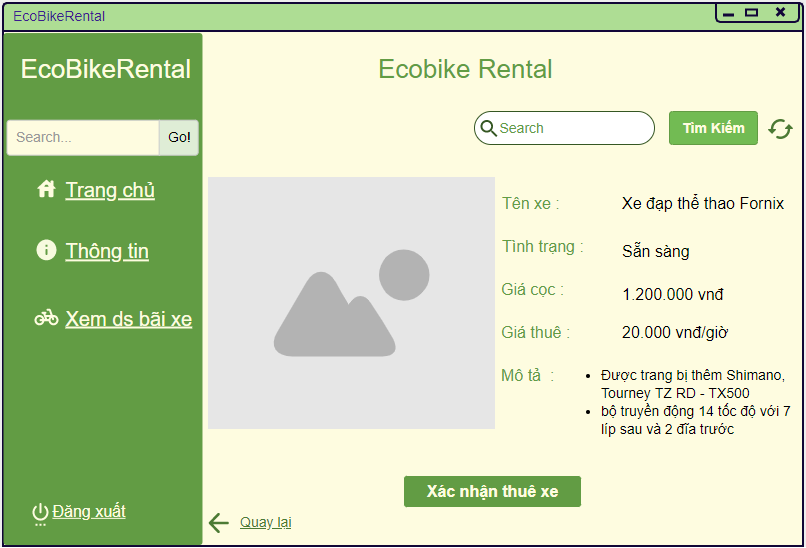 EcoBikeRental
EcoBikeRental
Ecobike Rental
Search
Tìm Kiếm
Search...
Go!
Trang chủ
Thông tin
Xem ds bãi xe
Tên xe :
Xe đạp thể thao Fornix
Tình trạng :
Sẵn sàng
Giá cọc :
1.200.000 vnđ
Giá thuê :
20.000 vnđ/giờ
Mô tả :
• Được trang bị thêm Shimano,
Tourney TZ RD - TX500
• bộ truyền động 14 tốc độ với 7
líp sau và 2 đĩa trước
Xác nhận thuê xe
Đăng xuất
Quay lại